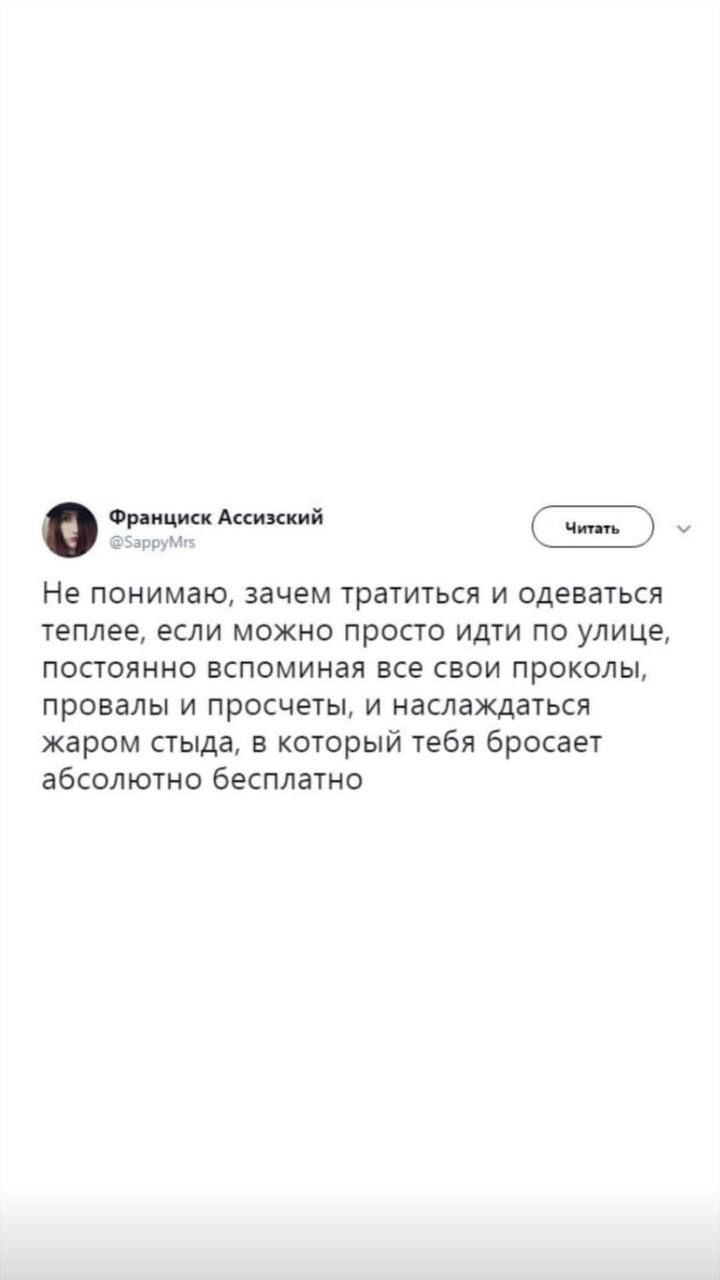 Франциск Ассизский
@SappyMrs
Читать
Не понимаю, зачем тратиться и одеваться
теплее, если можно просто идти по улице,
постоянно вспоминая все свои проколы,
провалы и просчеты, и наслаждаться
жаром стыда, в который тебя бросает
абсолютно бесплатно